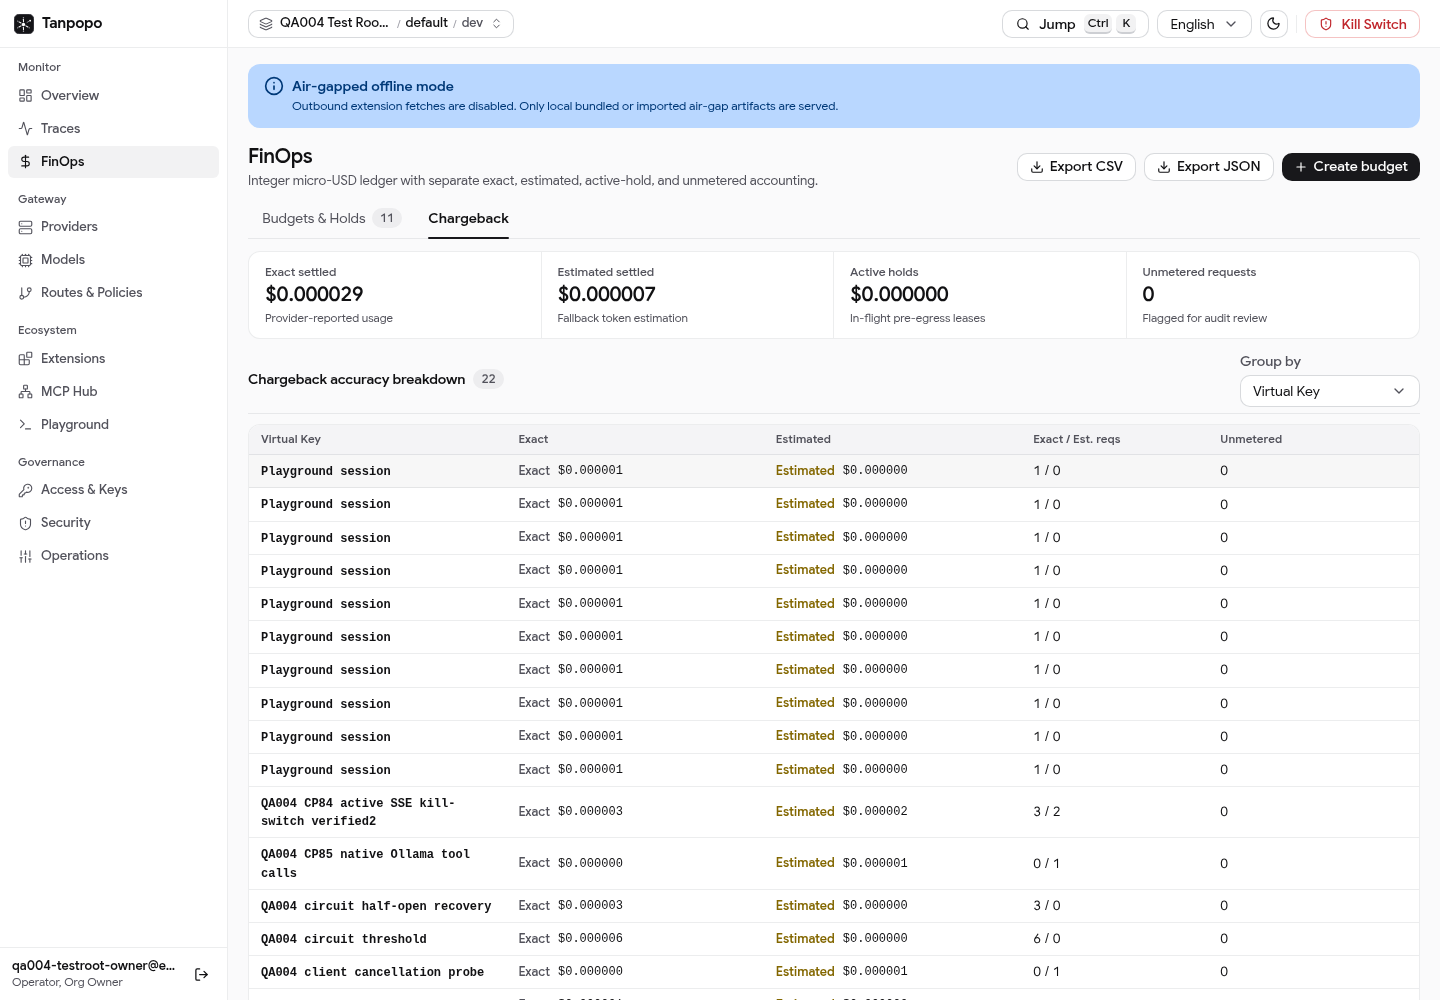 Tanpopo
QA004 Test Roo... / default / dev
Jump Ctrl K
English
Kill Switch
Monitor
Overview
Traces
FinOps
Gateway
Providers
Models
Routes & Policies
Ecosystem
Extensions
MCP Hub
Playground
Governance
Access & Keys
Security
Operations
qa004-testroot-owner@e...
Operator, Org Owner
Air-gapped offline mode
Outbound extension fetches are disabled. Only local bundled or imported air-gap artifacts are served.
FinOps
Integer micro-USD ledger with separate exact, estimated, active-hold, and unmetered accounting.
Export CSV
Export JSON
Create budget
Budgets & Holds 11
Chargeback
Exact settled
$0.000029
Provider-reported usage
Estimated settled
$0.000007
Fallback token estimation
Active holds
$0.000000
In-flight pre-egress leases
Unmetered requests
0
Flagged for audit review
Chargeback accuracy breakdown 22
Group by
Virtual Key
Virtual Key Exact Estimated Exact / Est. reqs Unmetered
Playground session Exact $0.000001 Estimated $0.000000 1 / 0 0
Playground session Exact $0.000001 Estimated $0.000000 1 / 0 0
Playground session Exact $0.000001 Estimated $0.000000 1 / 0 0
Playground session Exact $0.000001 Estimated $0.000000 1 / 0 0
Playground session Exact $0.000001 Estimated $0.000000 1 / 0 0
Playground session Exact $0.000001 Estimated $0.000000 1 / 0 0
Playground session Exact $0.000001 Estimated $0.000000 1 / 0 0
Playground session Exact $0.000001 Estimated $0.000000 1 / 0 0
Playground session Exact $0.000001 Estimated $0.000000 1 / 0 0
Playground session Exact $0.000001 Estimated $0.000000 1 / 0 0
QA004 CP84 active SSE kill-
switch verified2 Exact $0.000003 Estimated $0.000002 3 / 2 0
QA004 CP85 native Ollama tool
calls Exact $0.000000 Estimated $0.000001 0 / 1 0
QA004 circuit half-open recovery Exact $0.000003 Estimated $0.000000 3 / 0 0
QA004 circuit threshold Exact $0.000006 Estimated $0.000000 6 / 0 0
QA004 client cancellation probe Exact $0.000000 Estimated $0.000001 0 / 1 0